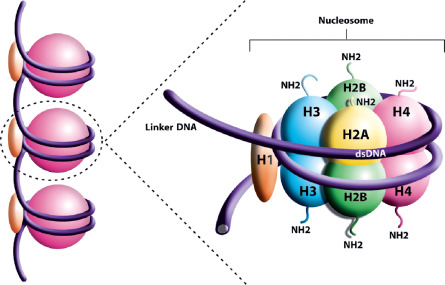 Nucleosome
NH2
NH2
NH2
NH2
H2B
H3
H4
Linker DNA
H2A
dsDNA
H1
H3
H2B
H4
NH2
NH2
NH2